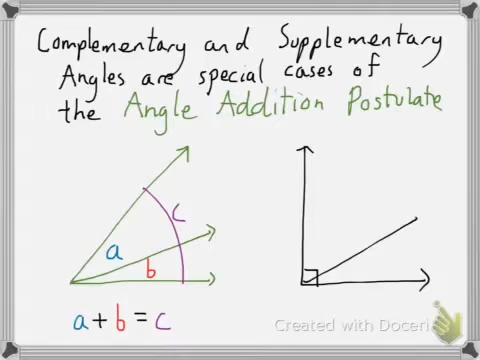 Complementary and Supplementary
Angles are special cases of
the Angle Addition Postulate
a
b
c
a + b = c
Created with Doceri